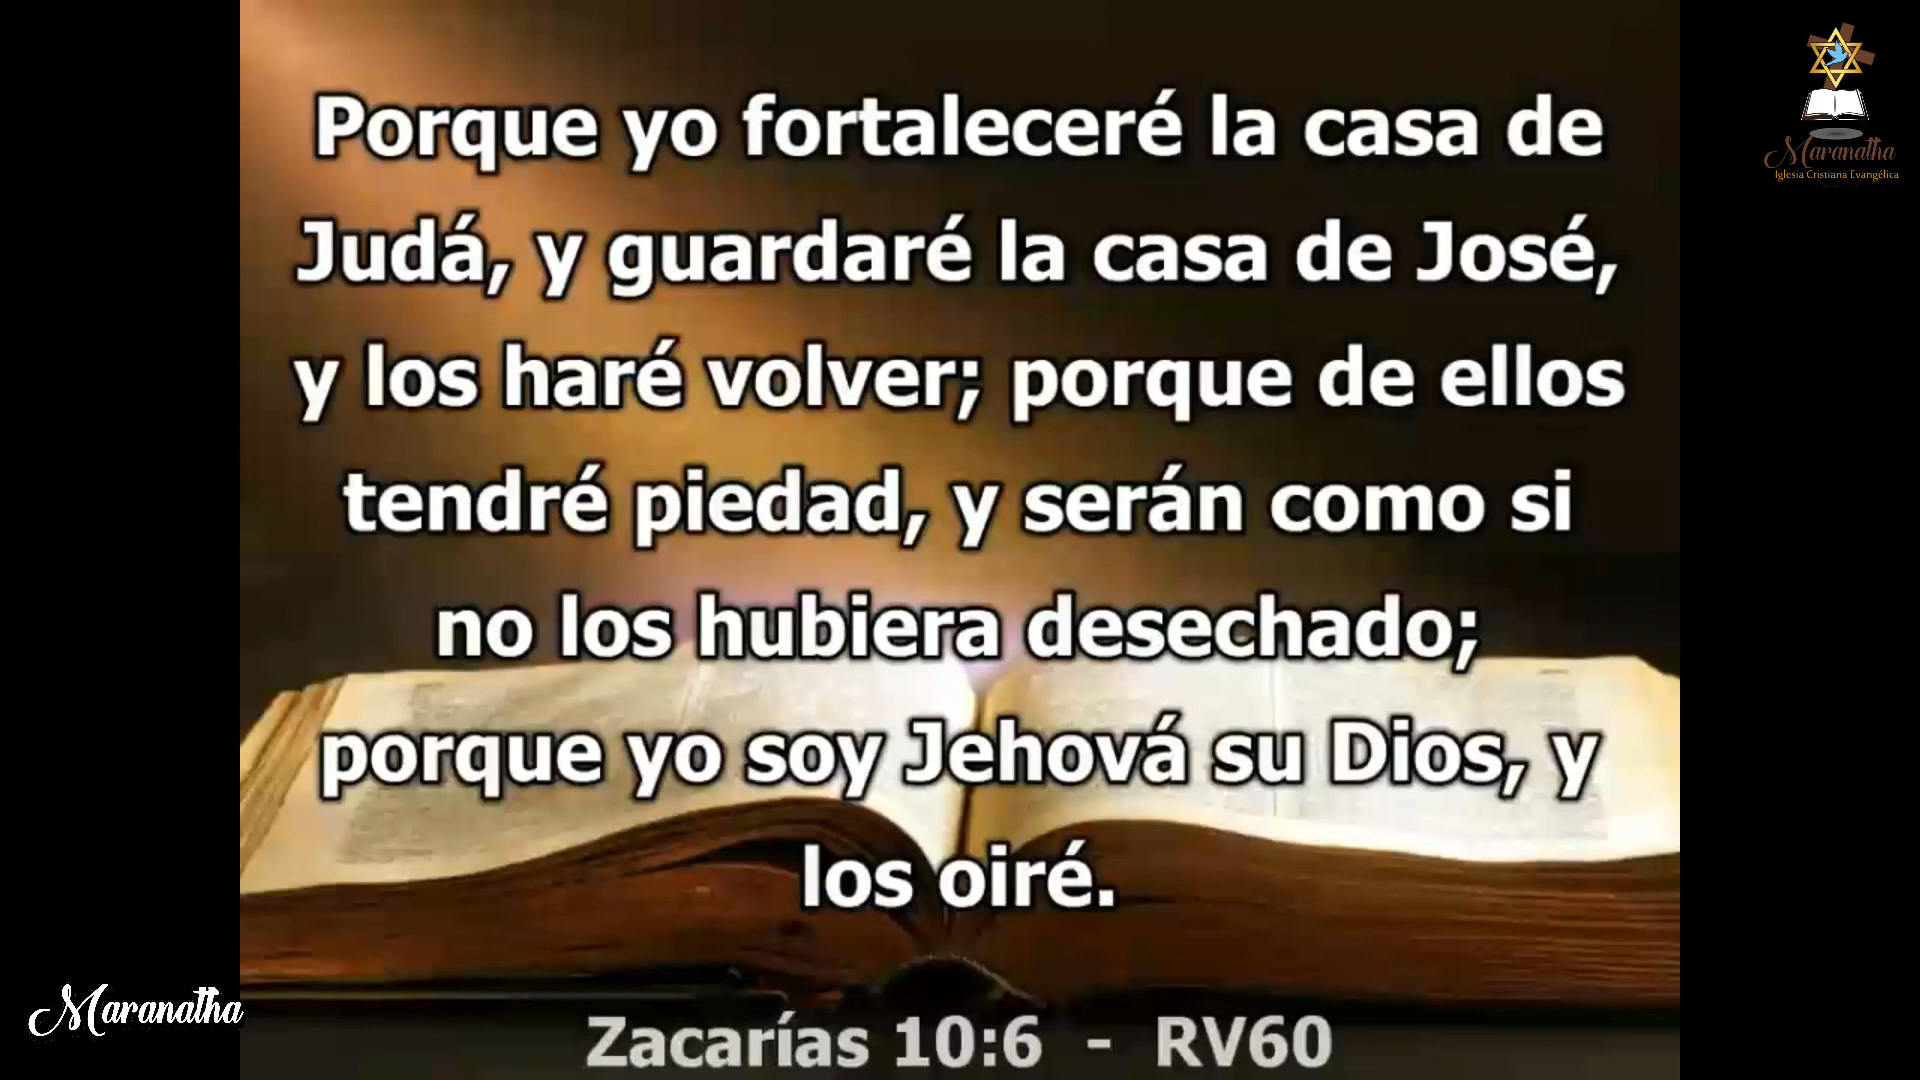 Porque yo fortaleceré la casa de
Judá, y guardaré la casa de José,
y los haré volver; porque de ellos
tendré piedad, y serán como si
no los hubiera desechado;
porque yo soy Jehová su Dios, y
los oiré.
Zacarías 10:6 - RV60
Maranatha
Iglesia Cristiana Evangélica
Maranatha